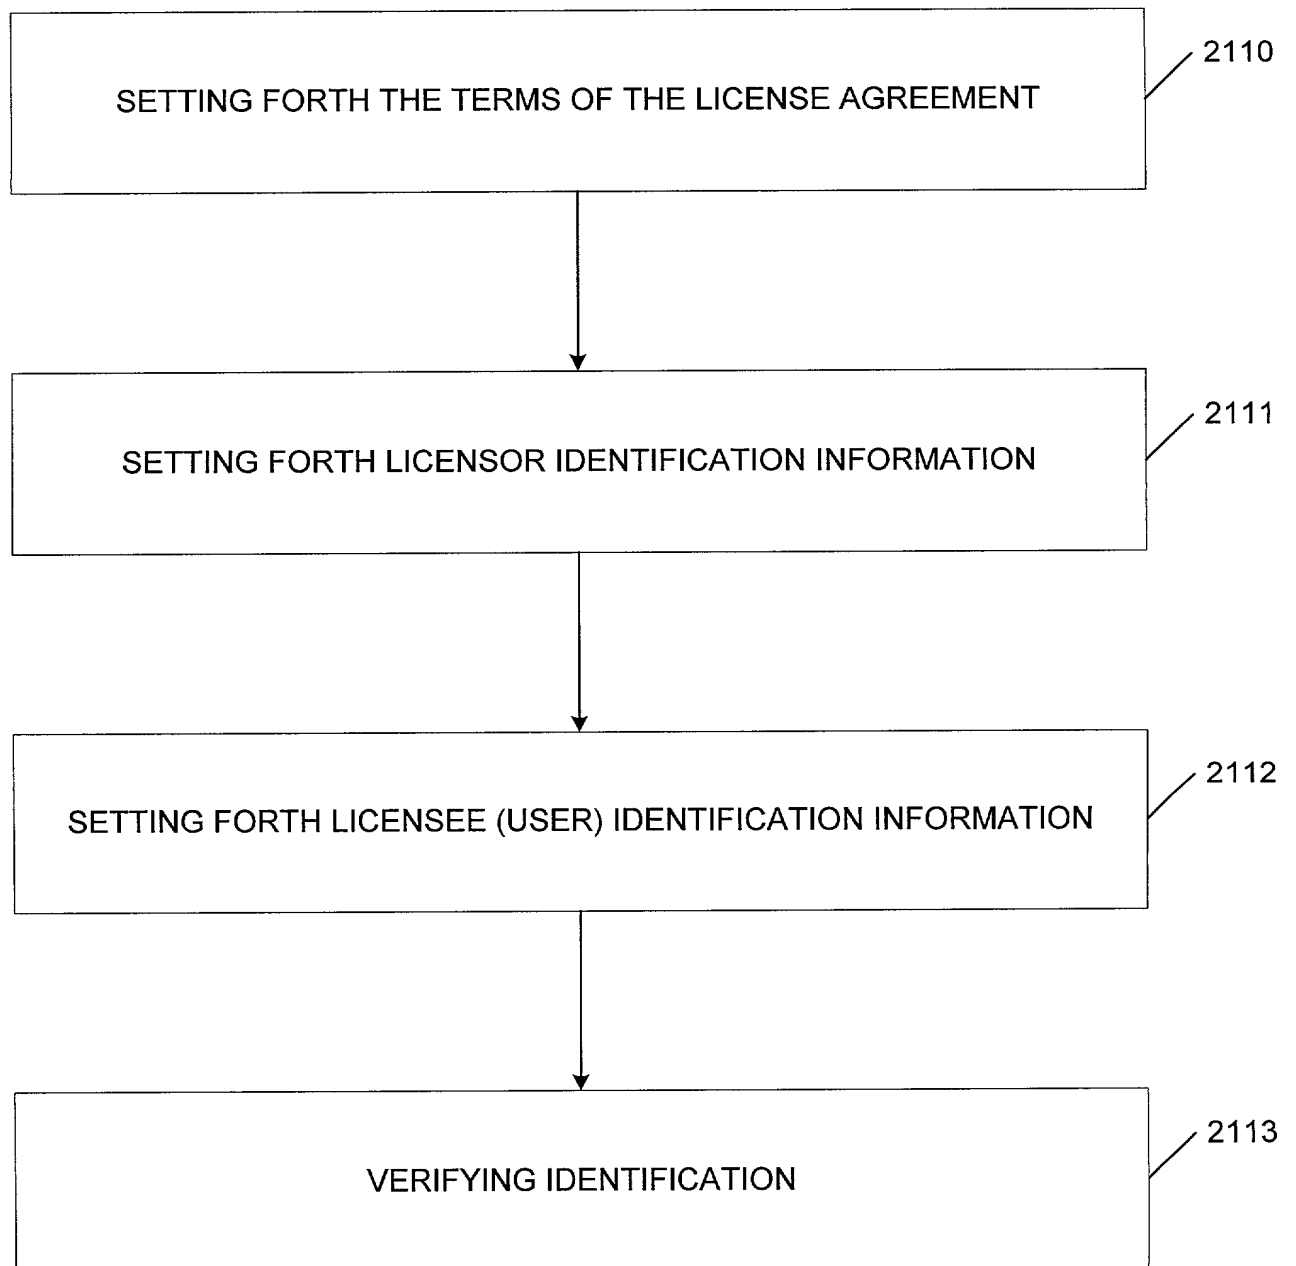 2110
SETTING FORTH THE TERMS OF THE LICENSE AGREEMENT
2111
SETTING FORTH LICENSOR IDENTIFICATION INFORMATION
2112
SETTING FORTH LICENSEE (USER) IDENTIFICATION INFORMATION
2113
VERIFYING IDENTIFICATION